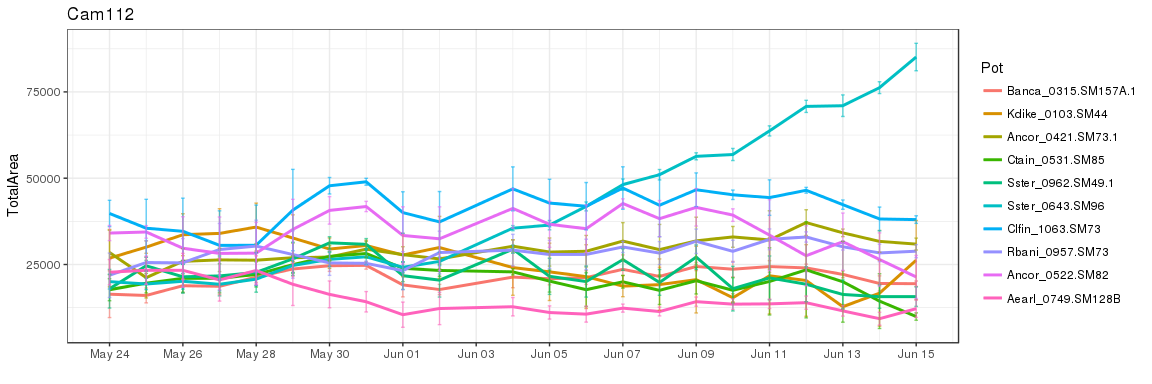 Cam112
TotalArea
75000
50000
25000
May 24 May 26 May 28 May 30 Jun 01 Jun 03 Jun 05 Jun 07 Jun 09 Jun 11 Jun 13 Jun 15
Pot
Banca_0315.SM157A.1
Kdike_0103.SM44
Ancor_0421.SM73.1
Ctain_0531.SM85
Sster_0962.SM49.1
Sster_0643.SM96
Clfin_1063.SM73
Rbani_0957.SM73
Ancor_0522.SM82
Aearl_0749.SM128B